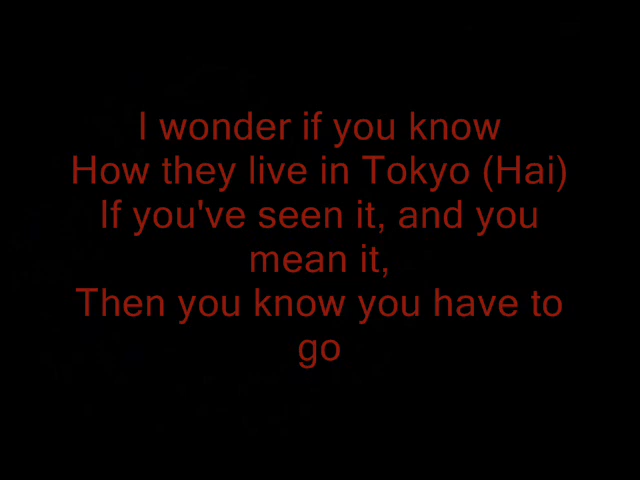 I wonder if you know
How they live in Tokyo (Hai)
If you've seen it, and you
mean it,
Then you know you have to
go